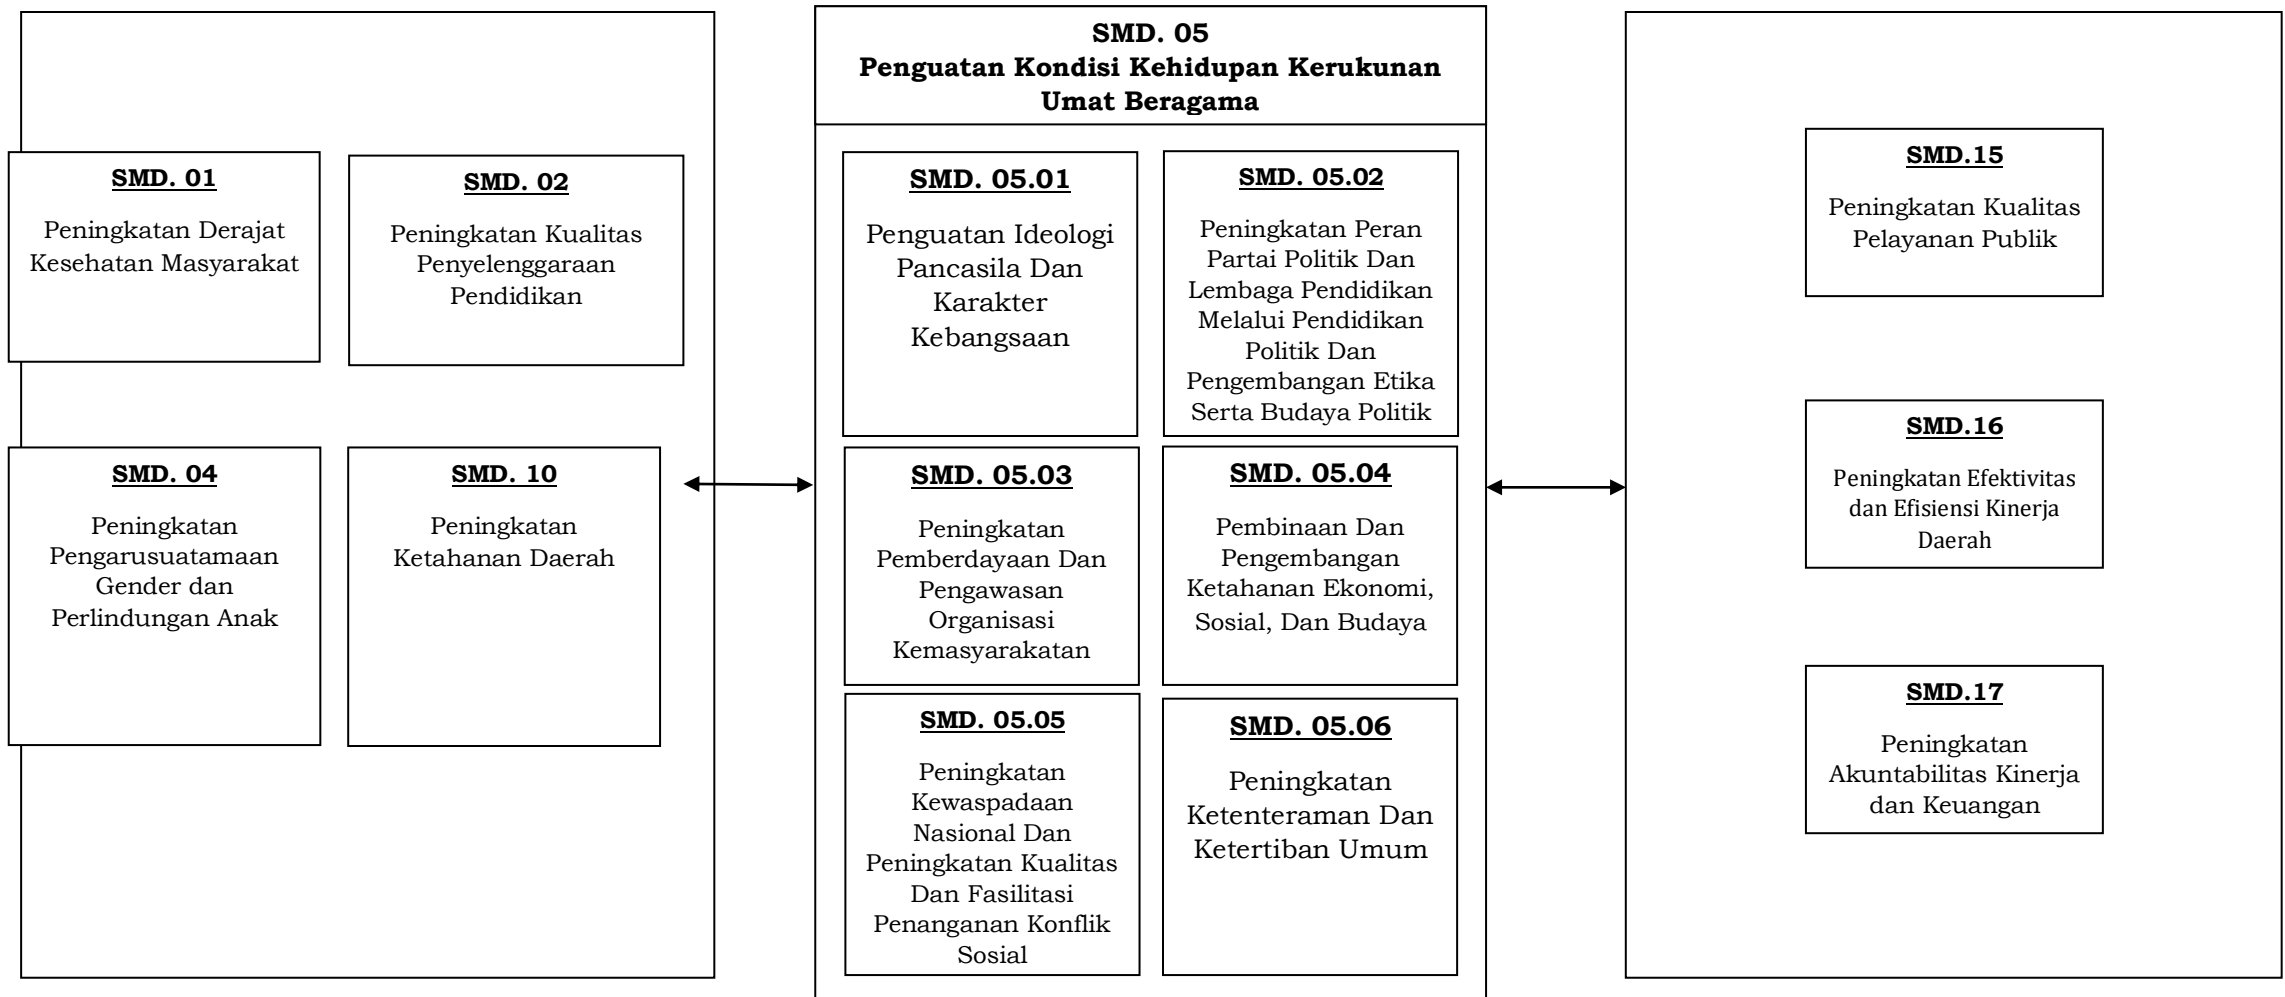 SMD. 05
Penguatan Kondisi Kehidupan Kerukunan
Umat Beragama
SMD. 01
Peningkatan Derajat
Kesehatan Masyarakat
SMD. 02
Peningkatan Kualitas
Penyelenggaraan
Pendidikan
SMD. 04
Peningkatan
Pengarusuatamaan
Gender dan
Perlindungan Anak
SMD. 10
Peningkatan
Ketahanan Daerah
SMD. 05.01
Penguatan Ideologi
Pancasila Dan
Karakter
Kebangsaan
SMD. 05.02
Peningkatan Peran
Partai Politik Dan
Lembaga Pendidikan
Melalui Pendidikan
Politik Dan
Pengembangan Etika
Serta Budaya Politik
SMD. 05.03
Peningkatan
Pemberdayaan Dan
Pengawasan
Organisasi
Kemasyarakatan
SMD. 05.04
Pembinaan Dan
Pengembangan
Ketahanan Ekonomi,
Sosial, Dan Budaya
SMD. 05.05
Peningkatan
Kewaspadaan
Nasional Dan
Peningkatan Kualitas
Dan Fasilitasi
Penanganan Konflik
Sosial
SMD. 05.06
Peningkatan
Ketenteraman Dan
Ketertiban Umum
SMD.15
Peningkatan Kualitas
Pelayanan Publik
SMD.16
Peningkatan Efektivitas
dan Efisiensi Kinerja
Daerah
SMD.17
Peningkatan
Akuntabilitas Kinerja
dan Keuangan